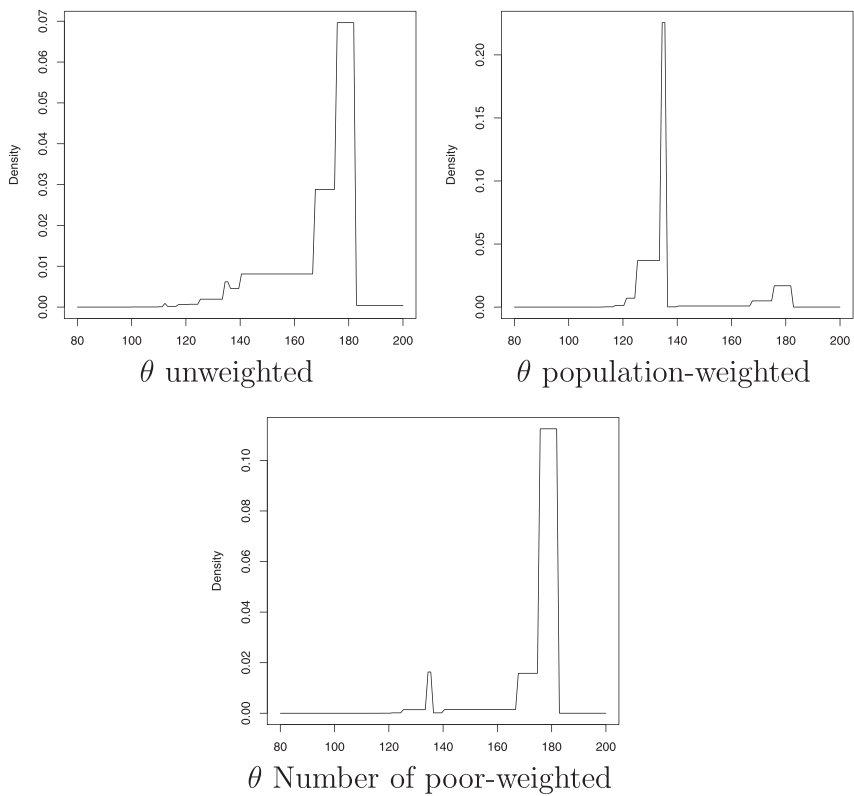 0.07
0.06
0.05
0.04
0.03
0.02
0.01
0.00
Density
80 100 120 140 160 180 200
θ unweighted
0.20
0.15
0.10
0.05
0.00
Density
80 100 120 140 160 180 200
θ population-weighted
0.10
0.08
0.06
0.04
0.02
0.00
Density
80 100 120 140 160 180 200
θ Number of poor-weighted